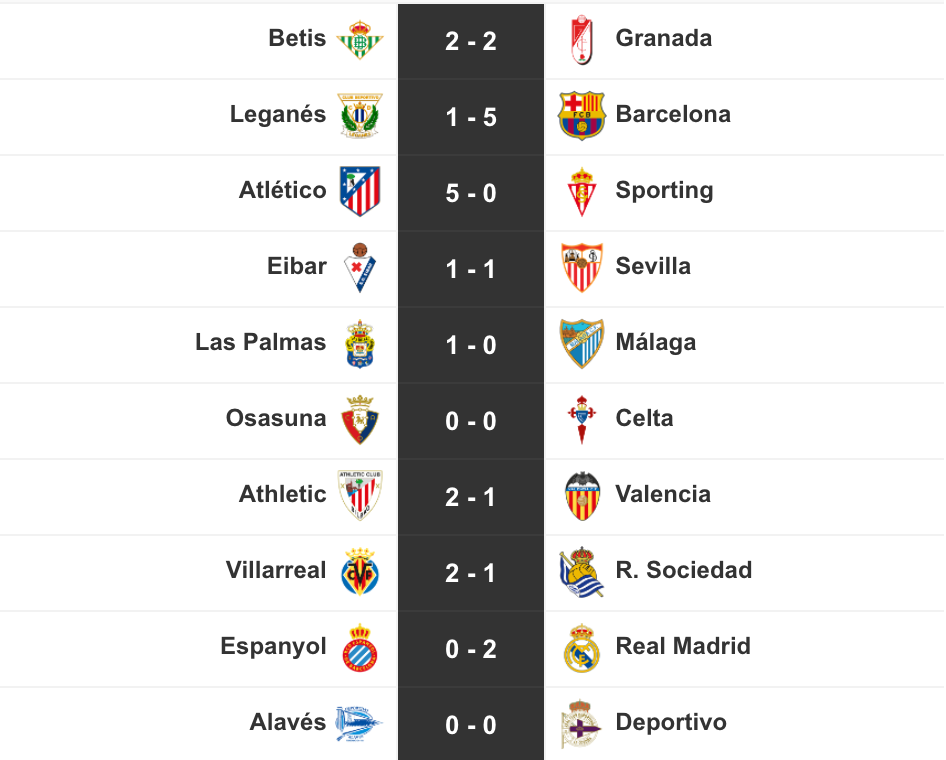 Betis 2 - 2 Granada
Leganés 1 - 5 Barcelona
Atlético 5 - 0 Sporting
Eibar 1 - 1 Sevilla
Las Palmas 1 - 0 Málaga
Osasuna 0 - 0 Celta
Athletic 2 - 1 Valencia
Villarreal 2 - 1 R. Sociedad
Espanyol 0 - 2 Real Madrid
Alavés 0 - 0 Deportivo